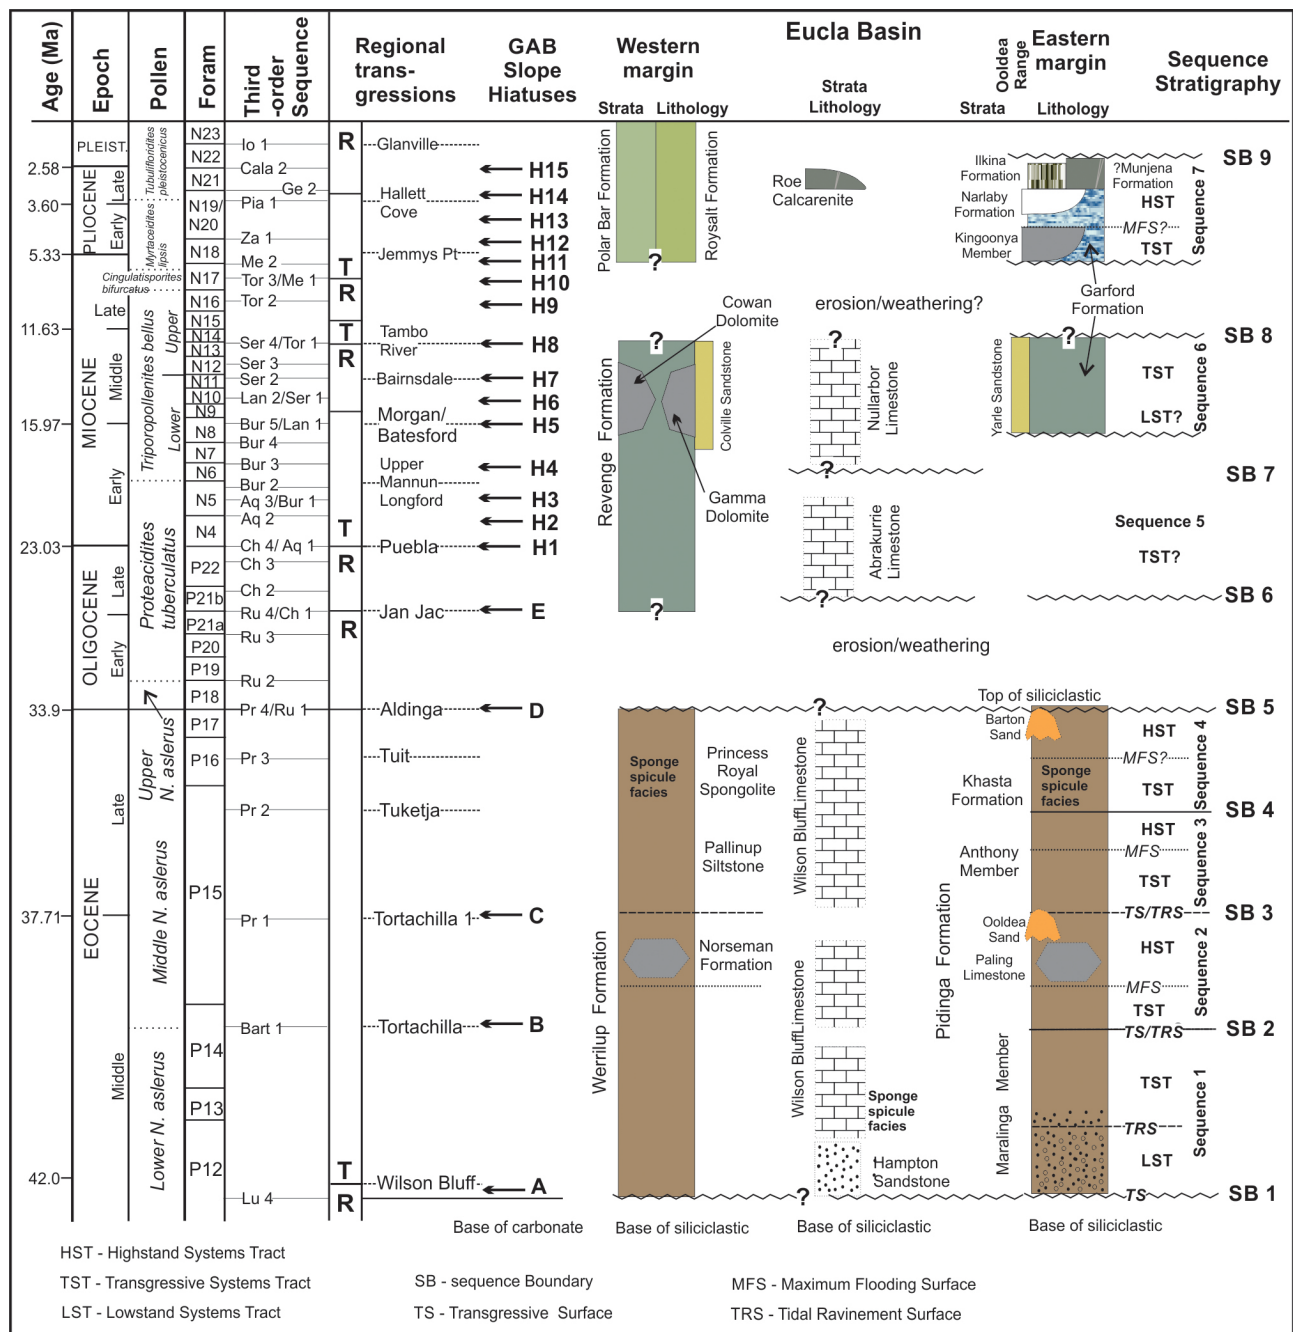 Age (Ma)
Epoch
Pollen
Foram
Third
-order
Sequence
Regional
trans-
gressions
GAB
Slope
Hiatuses
Eucla Basin
Western
margin
Strata
Lithology
Strata
Lithology
Ooldea
Range
Eastern
margin
Strata
Lithology
Sequence
Stratigraphy
2.58
3.60
5.33
11.63
15.97
23.03
33.9
37.71
42.0
PLEIST.
PLIOCENE
Late
Early
MIOCENE
Late
Middle
Early
OLIGOCENE
Late
Early
EOCENE
Late
Middle
Tubulifloridites
pleistocenicus
Myrtaceidites
lipsis
Cingulatisporites
bifurcatus
Triporopollenites bellus
Upper
Lower
Proteacidites
tuberculatus
Upper
N. aslerus
Middle N. aslerus
Lower N. aslerus
N23
N22
N21
N19/
N20
N18
N17
N16
N15
N14
N13
N12
N11
N10
N9
N8
N7
N6
N5
N4
P22
P21b
P21a
P20
P19
P18
P17
P16
P15
P14
P13
P12
Io 1
Cala 2
Ge 2
Pia 1
Za 1
Me 2
Tor 3/Me 1
Tor 2
Ser 4/Tor 1
Ser 3
Ser 2
Lan 2/Ser 1
Bur 5/Lan 1
Bur 4
Bur 3
Bur 2
Aq 3/Bur 1
Aq 2
Ch 4/ Aq 1
Ch 3
Ch 2
Ru 4/Ch 1
Ru 3
Ru 2
Pr 4/Ru 1
Pr 3
Pr 2
Pr 1
Bart 1
Lu 4
R
T
R
T
R
T
R
R
T
R
Glanville
Hallett
Cove
Jemmys Pt
Tambo
River
Bairnsdale
Morgan/
Batesford
Upper
Mannun
Longford
Puebla
Jan Jac
Aldinga
Tuit
Tuketja
Tortachilla 1
Tortachilla
Wilson Bluff
H15
H14
H13
H12
H11
H10
H9
H8
H7
H6
H5
H4
H3
H2
H1
E
D
C
B
A
Polar Bar Formation
Roysalt Formation
?
Cowan
Dolomite
?
Revenge Formation
Colville Sandstone
Gamma
Dolomite
?
Sponge
spicule
facies
Princess
Royal
Spongolite
Pallinup
Siltstone
Norseman
Formation
Werrilup Formation
Roe
Calcarenite
erosion/weathering?
?
Nullarbor
Limestone
?
Abrakurrie
Limestone
?
erosion/weathering
?
Wilson BluffLimestone
Wilson BluffLimestone
Wilson BluffLimestone
Sponge
spicule
facies
Hampton
Sandstone
?
Ilkina
Formation
?Munjena
Formation
Narlaby
Formation
HST
MFS?
Kingoonya
Member
TST
Sequence 7
Garford
Formation
?
Yarle Sandstone
TST
LST?
Sequence 6
Sequence 5
TST?
Top of siliciclastic
Barton
Sand
HST
MFS?
Khasta
Formation
Sponge
spicule
facies
TST
Sequence 4
HST
Anthony
Member
MFS
TST
Sequence 3
TS/TRS
Ooldea
Sand
HST
Paling
Limestone
MFS
TST
Sequence 2
TS/TRS
Pidinga Formation
Maralinga Member
TST
TRS
LST
Sequence 1
TS
SB 9
SB 8
SB 7
SB 6
SB 5
SB 4
SB 3
SB 2
SB 1
Base of carbonate
Base of siliciclastic
Base of siliciclastic
Base of siliciclastic
HST - Highstand Systems Tract
TST - Transgressive Systems Tract
LST - Lowstand Systems Tract
SB - sequence Boundary
TS - Transgressive Surface
MFS - Maximum Flooding Surface
TRS - Tidal Ravinement Surface